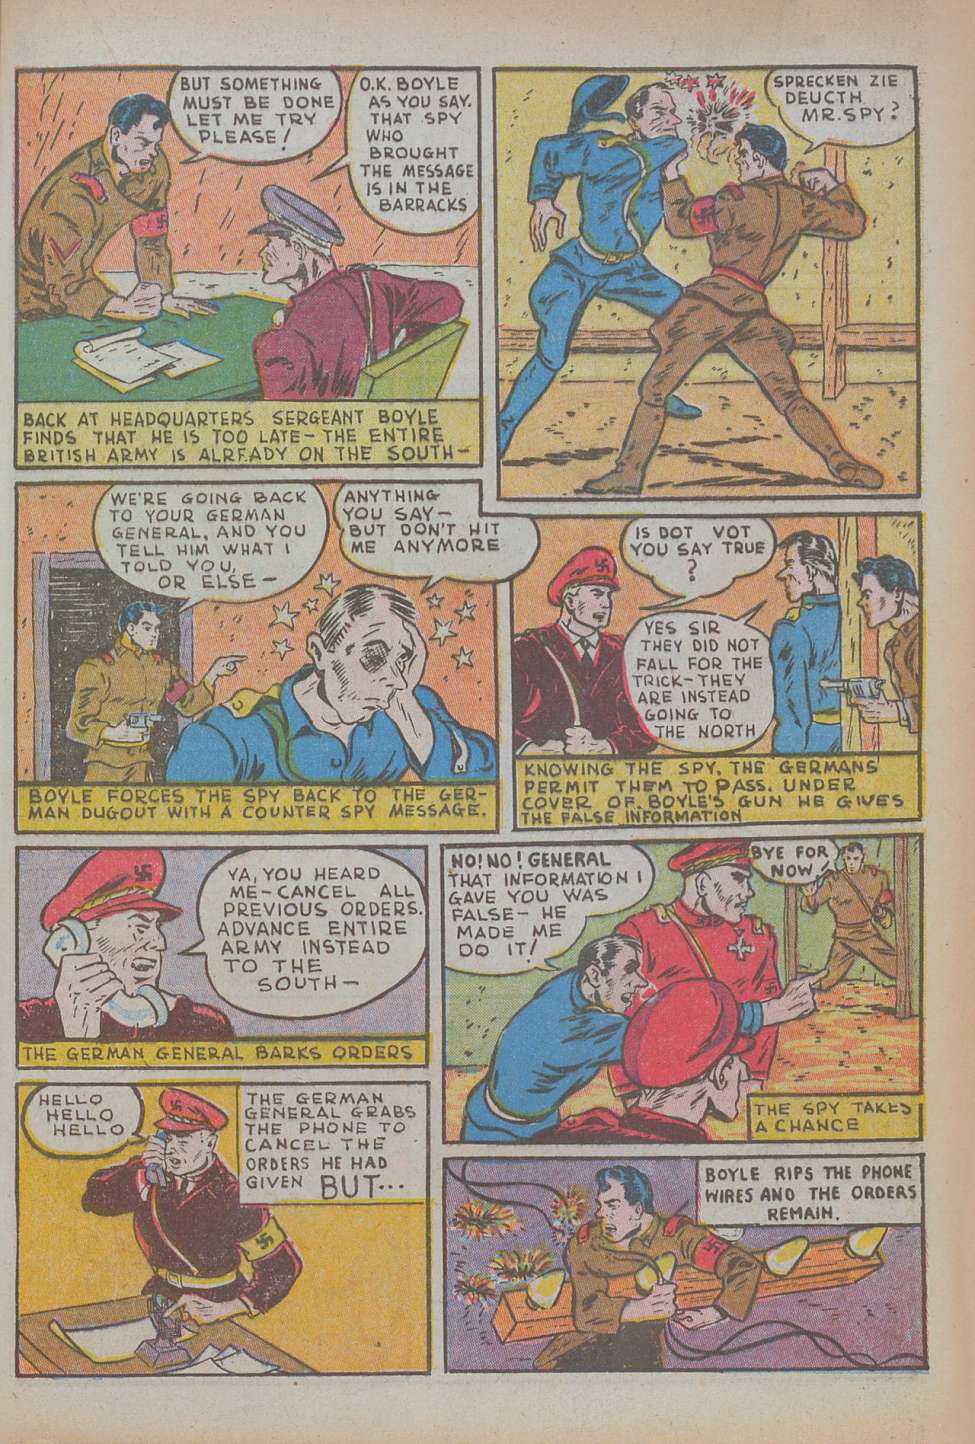 BUT SOMETHING
MUST BE DONE
LET ME TRY
PLEASE!
O.K. BOYLE
AS YOU SAY.
THAT SPY
WHO
BROUGHT
THE MESSAGE
IS IN THE
BARRACKS
BACK AT HEADQUARTERS SERGEANT BOYLE
FINDS THAT HE IS TOO LATE—THE ENTIRE
BRITISH ARMY IS ALREADY ON THE SOUTH—
SPRECKEN ZIE
DEUCTH
MR. SPY?
WE'RE GOING BACK
TO YOUR GERMAN
GENERAL, AND YOU
TELL HIM WHAT I
TOLD YOU,
OR ELSE—
ANYTHING
YOU SAY—
BUT DON'T HIT
ME ANYMORE
BOYLE FORCES THE SPY BACK TO THE GER-
MAN DUGOUT WITH A COUNTER SPY MESSAGE.
IS DOT VOT
YOU SAY TRUE
?
YES SIR
THEY DID NOT
FALL FOR THE
TRICK—THEY
ARE INSTEAD
GOING TO
THE NORTH
KNOWING THE SPY, THE GERMANS
PERMIT THEM TO PASS. UNDER
COVER OF BOYLE'S GUN HE GIVES
THE FALSE INFORMATION
YA, YOU HEARD
ME—CANCEL ALL
PREVIOUS ORDERS.
ADVANCE ENTIRE
ARMY INSTEAD
TO THE
SOUTH—
THE GERMAN GENERAL BARKS ORDERS
NO! NO! GENERAL
THAT INFORMATION I
GAVE YOU WAS
FALSE—HE
MADE ME
DO IT!
BYE FOR
NOW!
THE SPY TAKES
A CHANCE
HELLO
HELLO
HELLO
THE GERMAN
GENERAL GRABS
THE PHONE TO
CANCEL THE
ORDERS HE HAD
GIVEN BUT...
BOYLE RIPS THE PHONE
WIRES AND THE ORDERS
REMAIN.